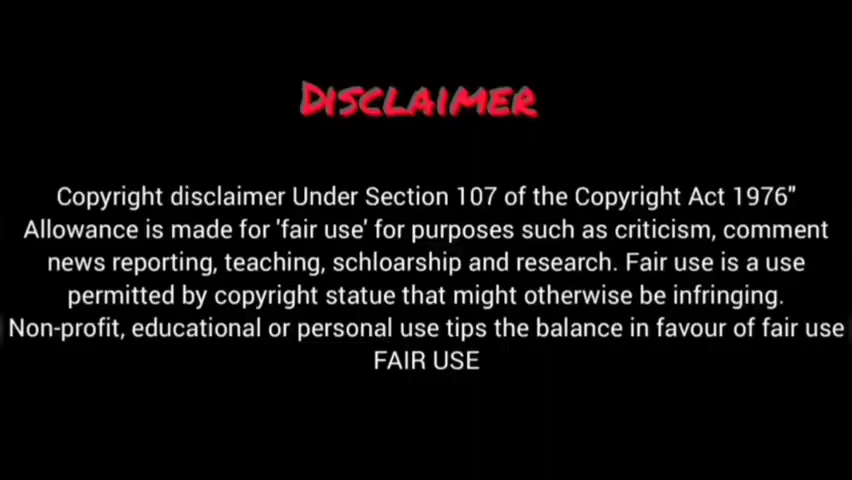 DISCLAIMER
Copyright disclaimer Under Section 107 of the Copyright Act 1976"
Allowance is made for 'fair use' for purposes such as criticism, comment
news reporting, teaching, schloarship and research. Fair use is a use
permitted by copyright statue that might otherwise be infringing.
Non-profit, educational or personal use tips the balance in favour of fair use
FAIR USE